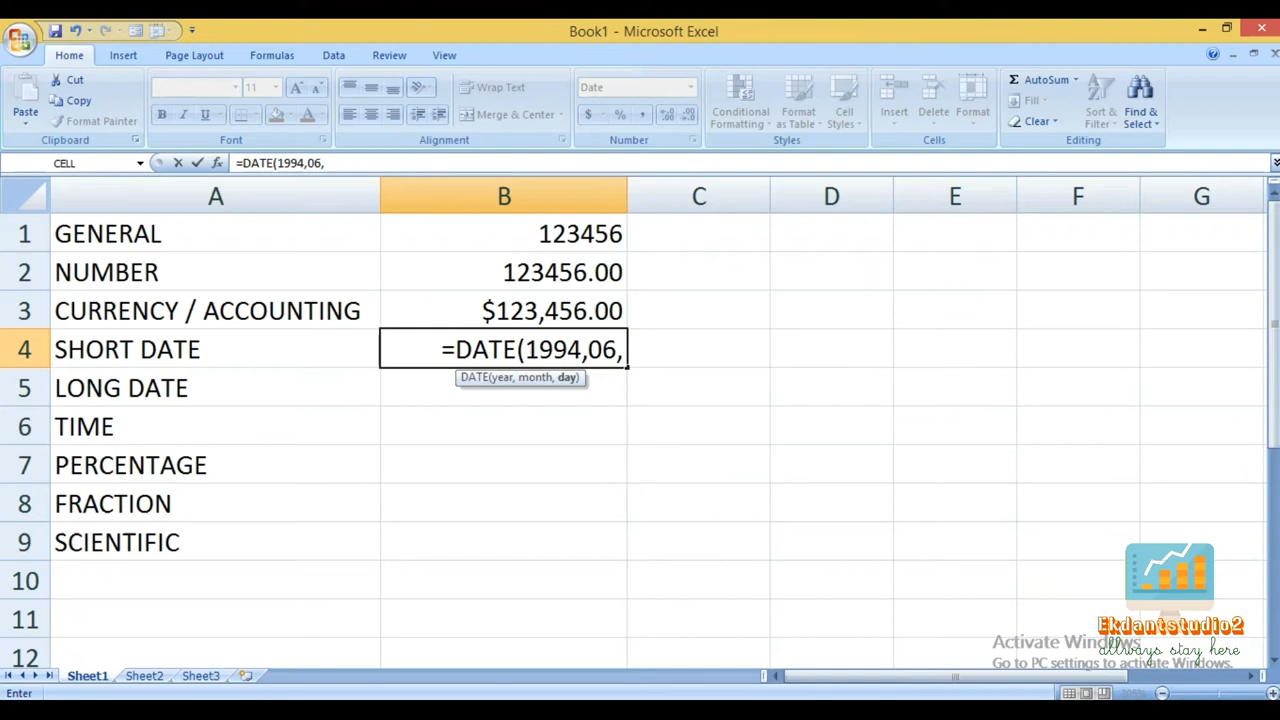 Book1 - Microsoft Excel
Home Insert Page Layout Formulas Data Review View
Paste
Cut
Copy
Format Painter
Clipboard
11
A A
B I U A
Font
Wrap Text
Merge & Center
Alignment
Date
$ % ,
Number
Conditional Formatting
Format as Table
Cell Styles
Styles
Insert Delete Format
Cells
Σ AutoSum
Fill
Clear
Sort & Filter
Find & Select
Editing
CELL fx =DATE(1994,06,
A B C D E F G
1 GENERAL 123456
2 NUMBER 123456.00
3 CURRENCY / ACCOUNTING $123,456.00
4 SHORT DATE =DATE(1994,06,
DATE(year, month, day)
5 LONG DATE
6 TIME
7 PERCENTAGE
8 FRACTION
9 SCIENTIFIC
10
11
12
Ekdantstudio2
allways stay here
Activate Windows
Go to PC settings to activate Windows.
Sheet1 Sheet2 Sheet3
Enter